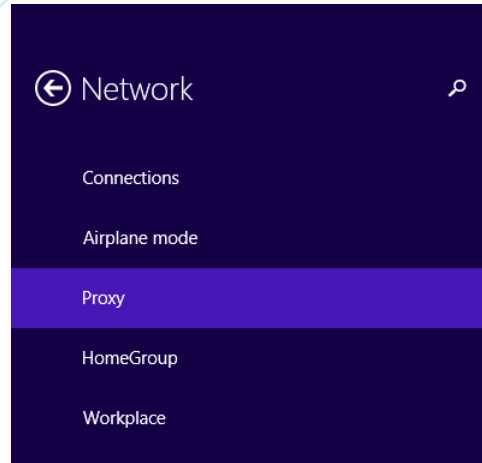 Network
Connections
Airplane mode
Proxy
HomeGroup
Workplace